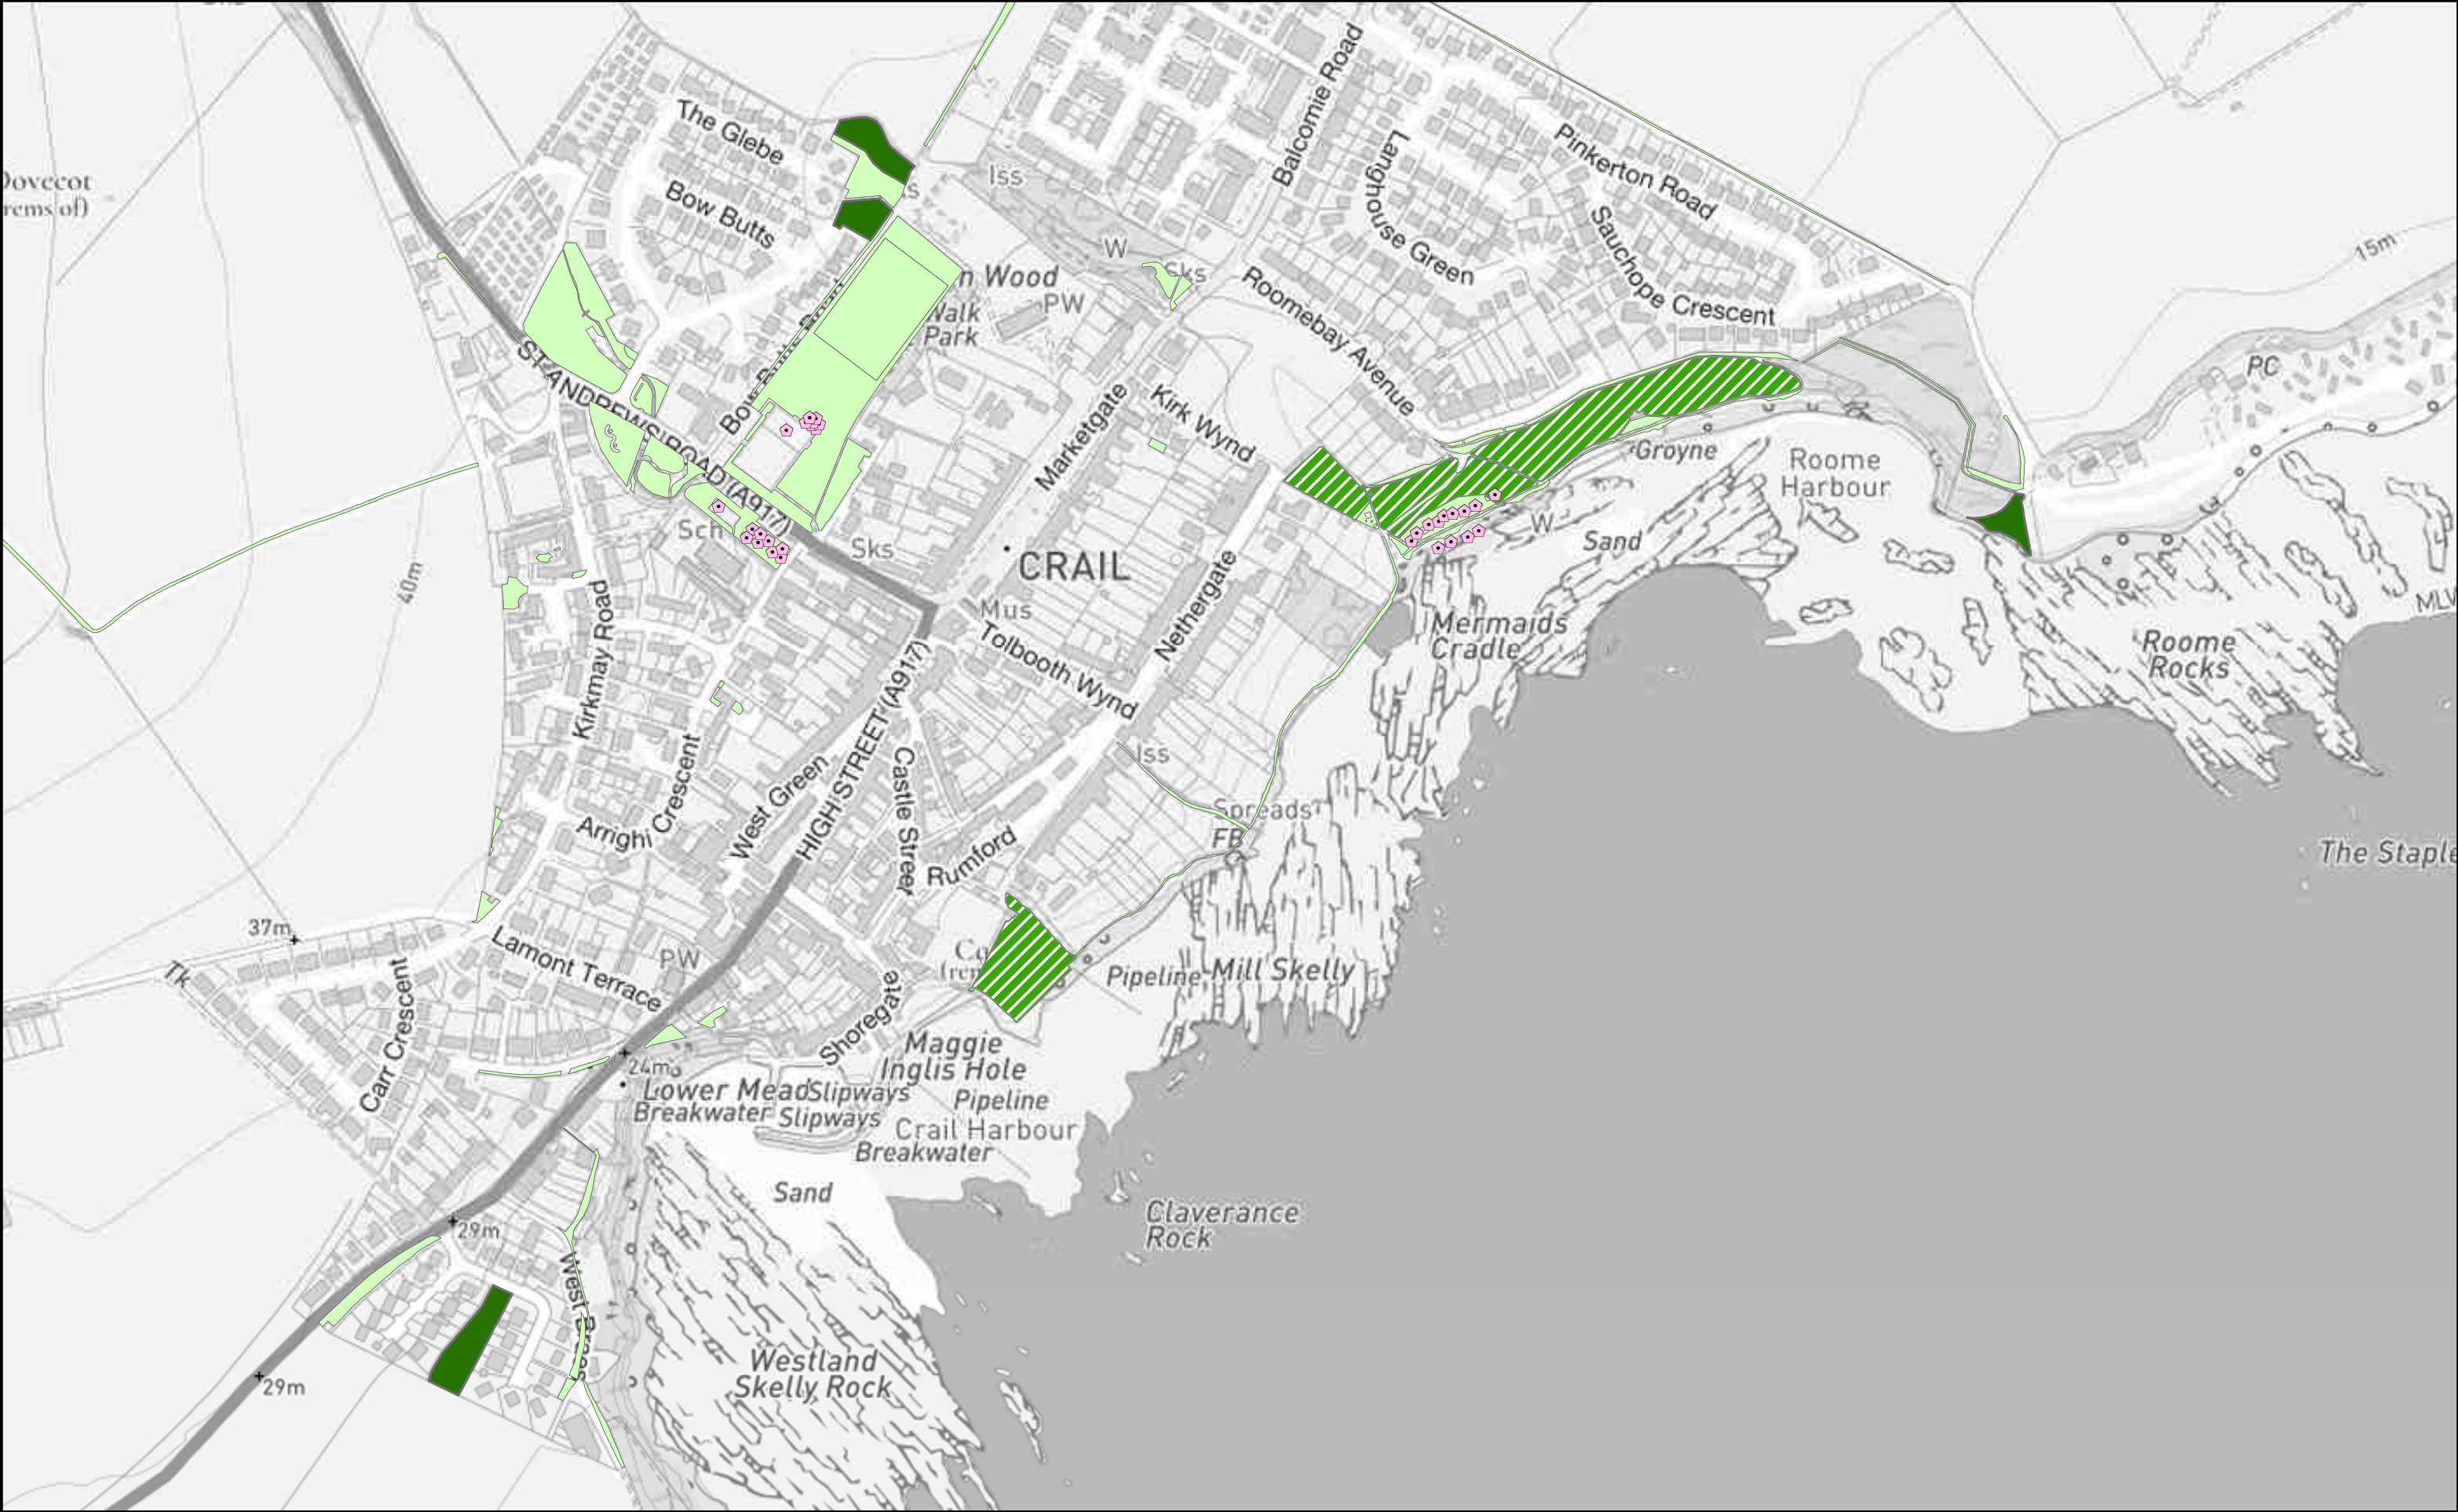 Dovecot
rems of)
The Glebe
Bow Butts
Iss
Balcomie Road
Langhouse Green
Pinkerton Road
Sauchope Crescent
15m
W
Sks
n Wood
PW
Walk
Park
Roomebay Avenue
PC
ST ANDREWS ROAD (A917)
Marketgate
Kirk Wynd
Groyne
Roome
Harbour
Sch
Sks
CRAIL
W
Sand
40m
Kirkmay Road
Mus
Tolbooth Wynd
Nethergate
Mermaids
Cradle
Roome
Rocks
HIGH STREET (A917)
Iss
Arrighi Crescent
West Green
Castle Street
Rumford
Spreads
FB
The Staple
37m
Tk
Lamont Terrace
PW
Carr Crescent
Shoregate
Pipeline
Mill Skelly
Maggie
Inglis Hole
24m
Lower Mead
Slipways
Breakwater
Slipways
Pipeline
Crail Harbour
Breakwater
Sand
29m
Claverance
Rock
West Braes
29m
Westland
Skelly Rock